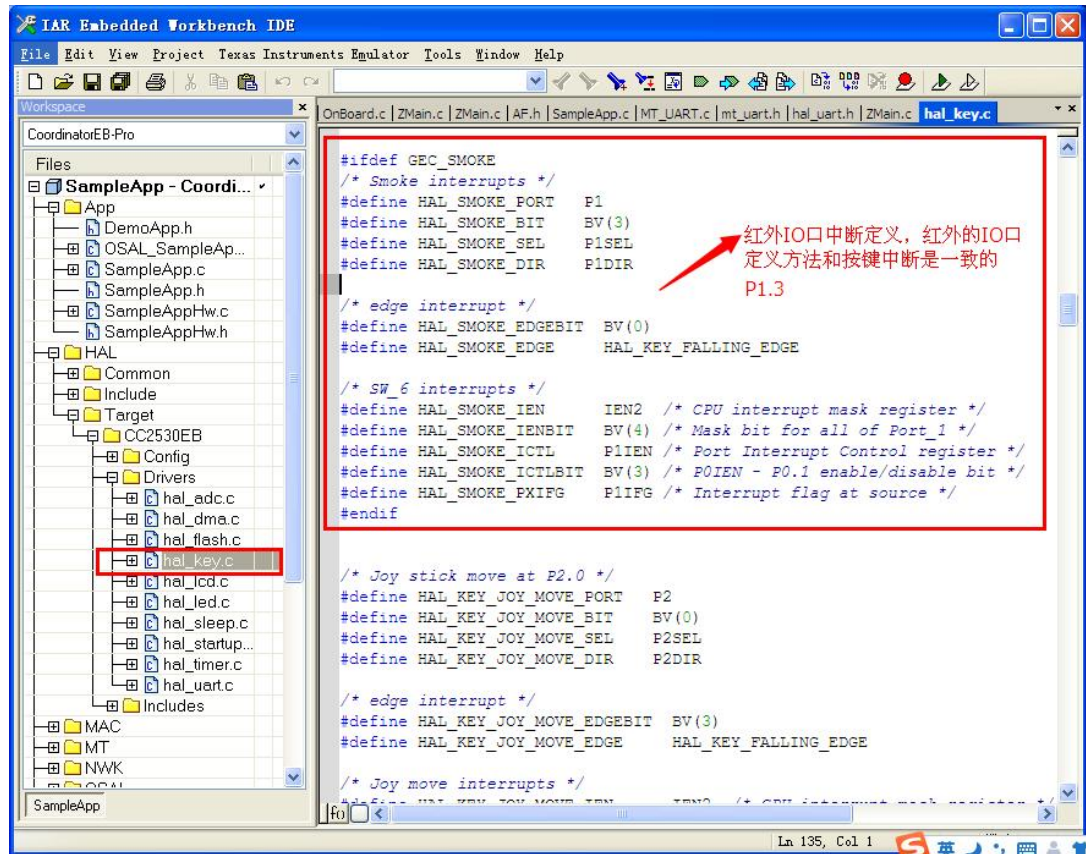 IAR Embedded Workbench IDE
File Edit View Project Texas Instruments Emulator Tools Window Help
Workspace
OnBoard.c | ZMain.c | ZMain.c | AF.h | SampleApp.c | MT_UART.c | mt_uart.h | hal_uart.h | ZMain.c hal_key.c
CoordinatorEB-Pro
Files
SampleApp - Coordi...
App
DemoApp.h
OSAL_SampleAp...
SampleApp.c
SampleApp.h
SampleAppHw.c
SampleAppHw.h
HAL
Common
Include
Target
CC2530EB
Config
Drivers
hal_adc.c
hal_dma.c
hal_flash.c
hal_key.c
hal_lcd.c
hal_led.c
hal_sleep.c
hal_startup...
hal_timer.c
hal_uart.c
Includes
MAC
MT
NWK
SampleApp
#ifdef GEC_SMOKE
/* Smoke interrupts */
#define HAL_SMOKE_PORT P1
#define HAL_SMOKE_BIT BV(3)
#define HAL_SMOKE_SEL P1SEL
#define HAL_SMOKE_DIR P1DIR
红外IO口中断定义，红外的IO口
定义方法和按键中断是一致的
P1.3
/* edge interrupt */
#define HAL_SMOKE_EDGEBIT BV(0)
#define HAL_SMOKE_EDGE HAL_KEY_FALLING_EDGE
/* SW_6 interrupts */
#define HAL_SMOKE_IEN IEN2 /* CPU interrupt mask register */
#define HAL_SMOKE_IENBIT BV(4) /* Mask bit for all of Port_1 */
#define HAL_SMOKE_ICTL P1IEN /* Port Interrupt Control register */
#define HAL_SMOKE_ICTLBIT BV(3) /* P0IEN - P0.1 enable/disable bit */
#define HAL_SMOKE_PXIFG P1IFG /* Interrupt flag at source */
#endif
/* Joy stick move at P2.0 */
#define HAL_KEY_JOY_MOVE_PORT P2
#define HAL_KEY_JOY_MOVE_BIT BV(0)
#define HAL_KEY_JOY_MOVE_SEL P2SEL
#define HAL_KEY_JOY_MOVE_DIR P2DIR
/* edge interrupt */
#define HAL_KEY_JOY_MOVE_EDGEBIT BV(3)
#define HAL_KEY_JOY_MOVE_EDGE HAL_KEY_FALLING_EDGE
/* Joy move interrupts */
fo
Ln 135, Col 1
英